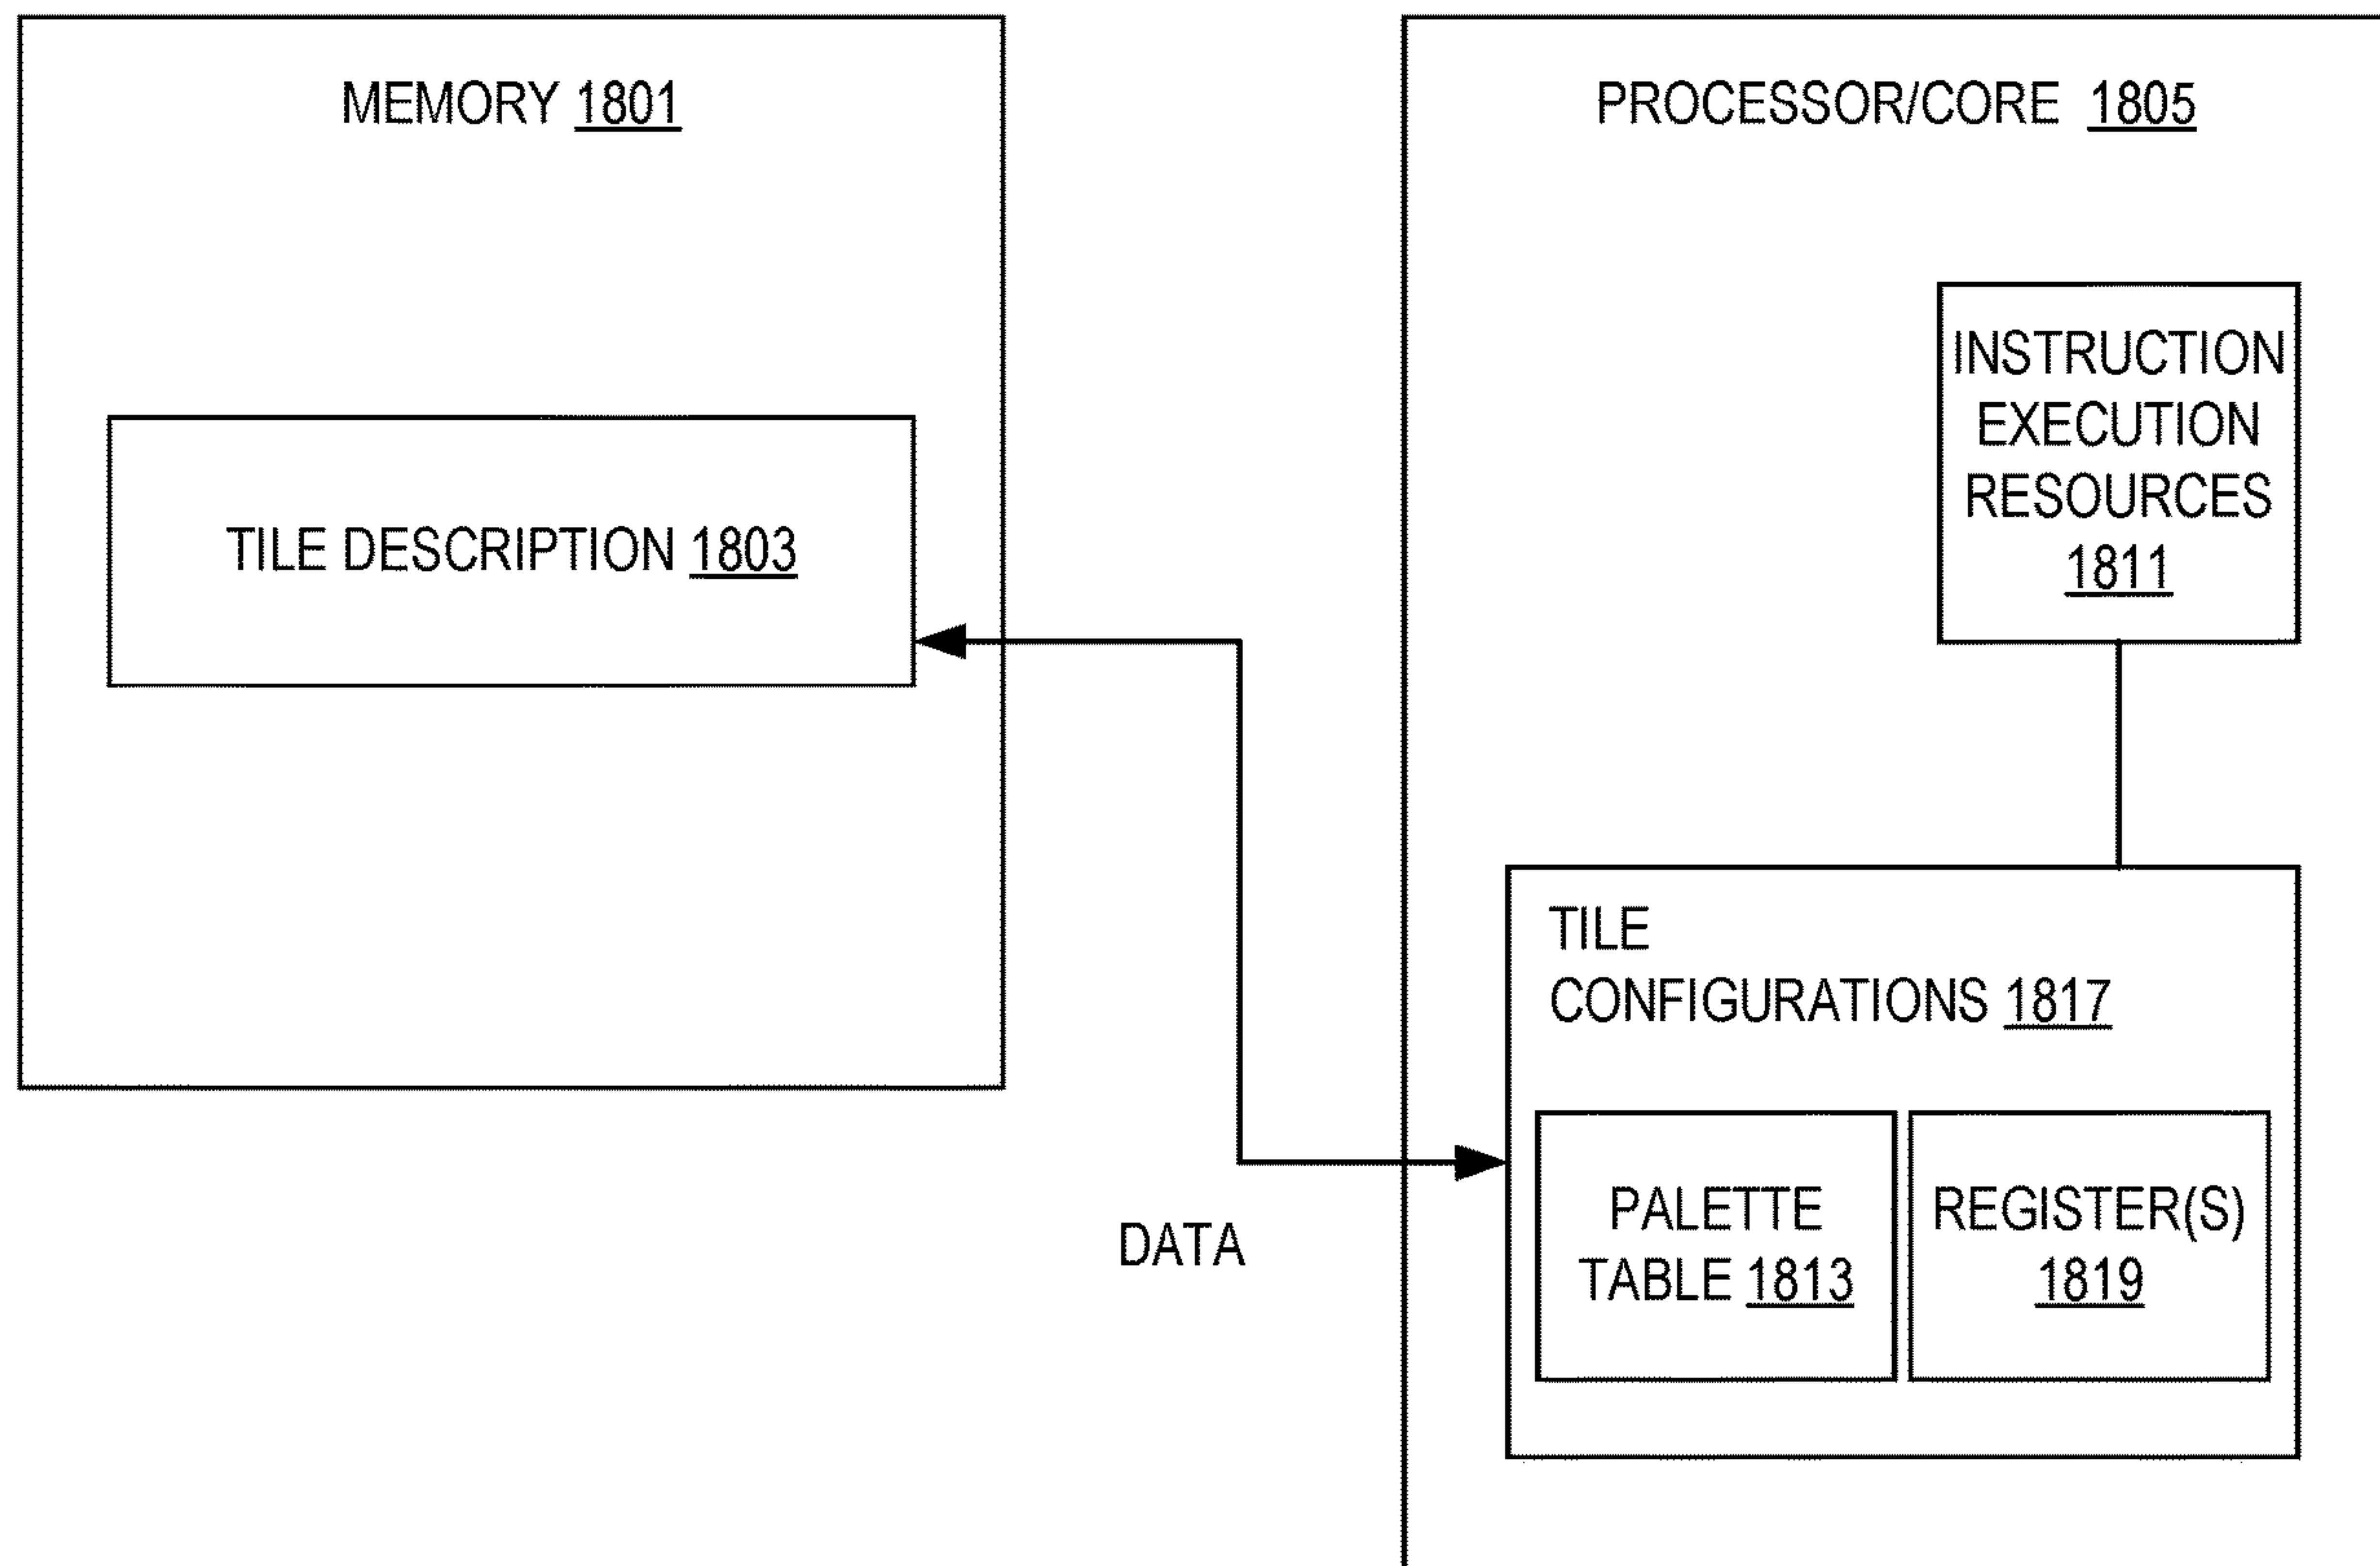 MEMORY 1801
PROCESSOR/CORE 1805
INSTRUCTION
EXECUTION
RESOURCES
1811
TILE DESCRIPTION 1803
TILE
CONFIGURATIONS 1817
PALETTE
TABLE 1813
REGISTER(S)
1819
DATA